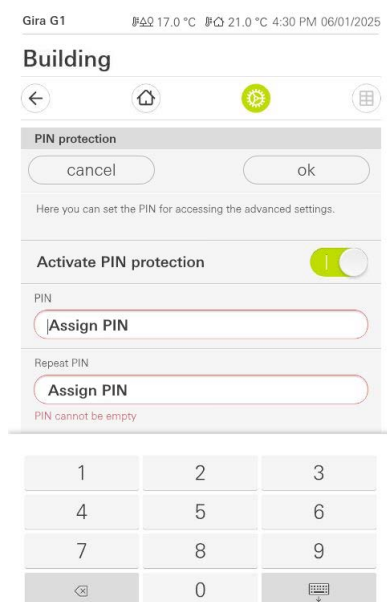 Gira G1 17.0 °C 21.0 °C 4:30 PM 06/01/2025
Building
PIN protection
cancel ok
Here you can set the PIN for accessing the advanced settings.
Activate PIN protection
PIN
Assign PIN
Repeat PIN
Assign PIN
PIN cannot be empty
1 2 3
4 5 6
7 8 9
0